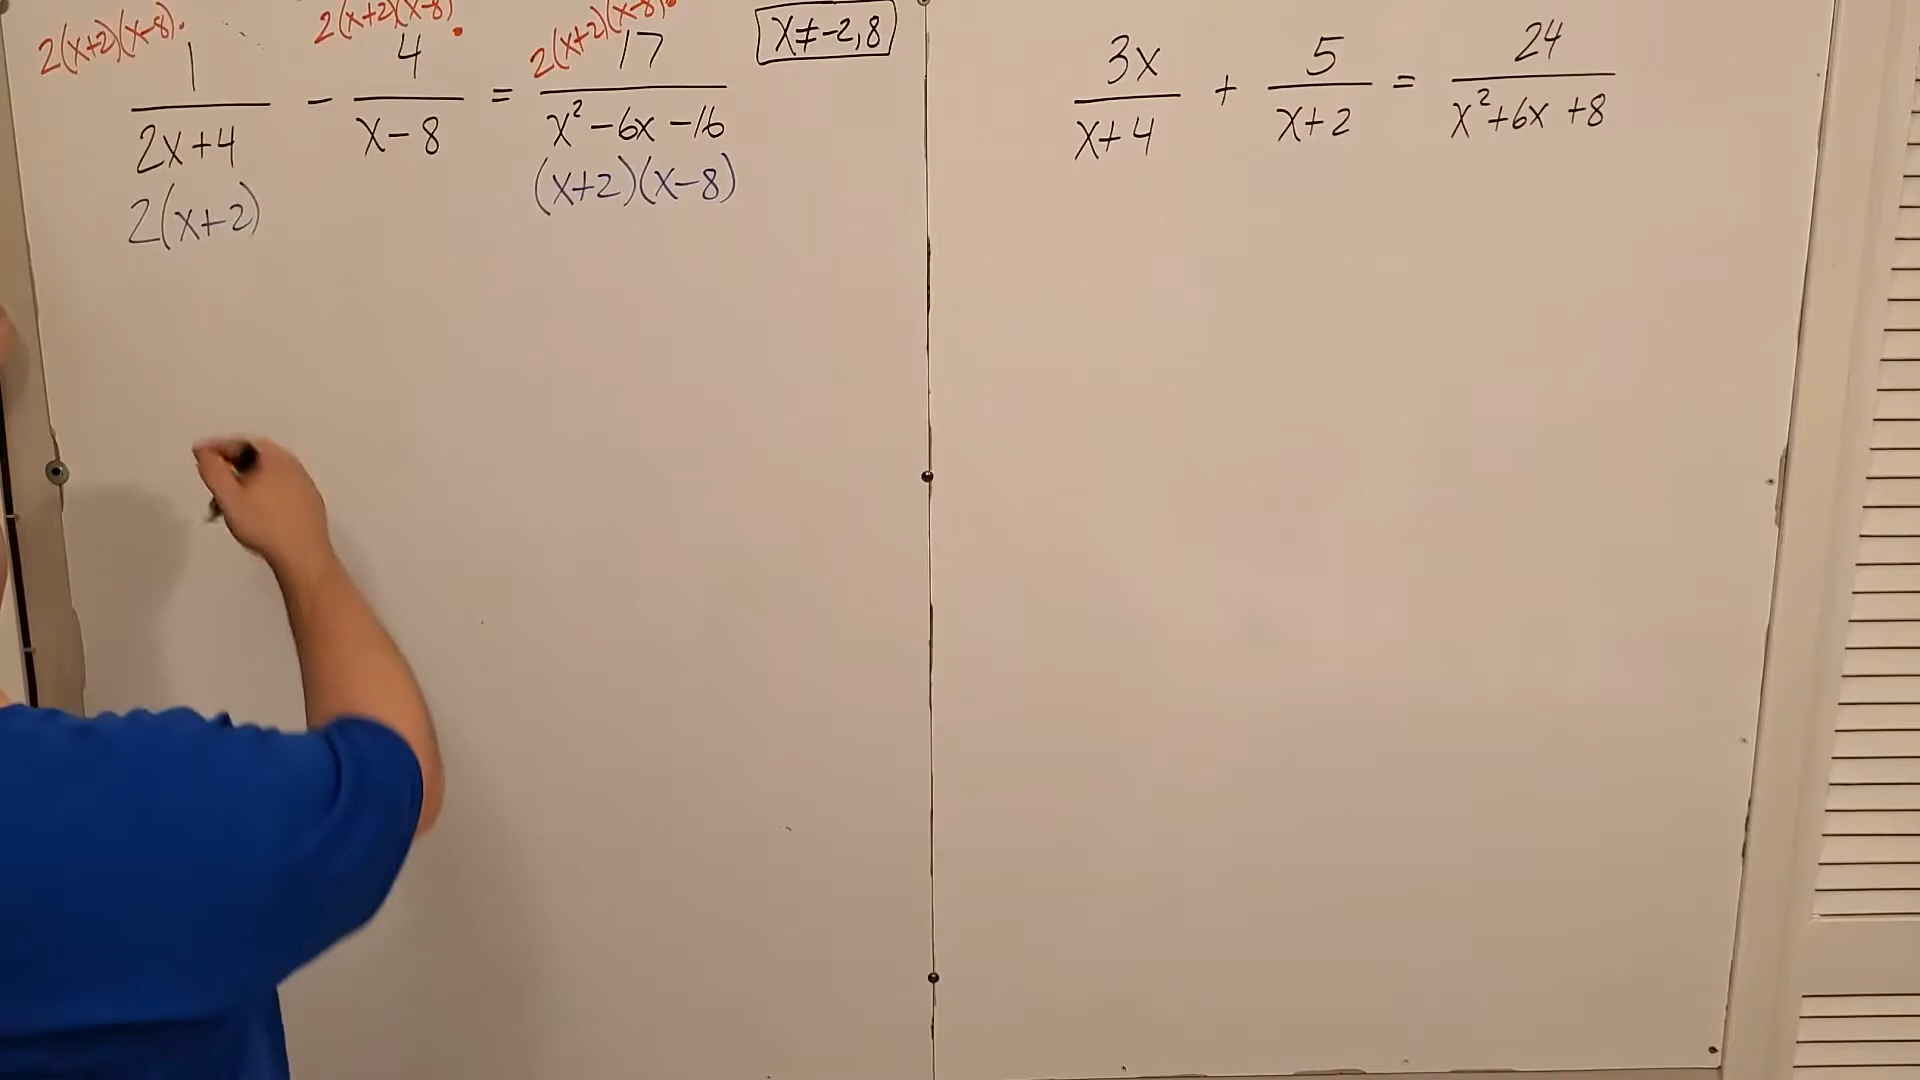 2(x+2)(x-8)· 2(x+2)(x-8)· 2(x+2)(x-8)·
1/(2x+4) - 4/(x-8) = 17/(x²-6x-16)
x≠-2,8
2(x+2) (x+2)(x-8)
3x/(x+4) + 5/(x+2) = 24/(x²+6x+8)